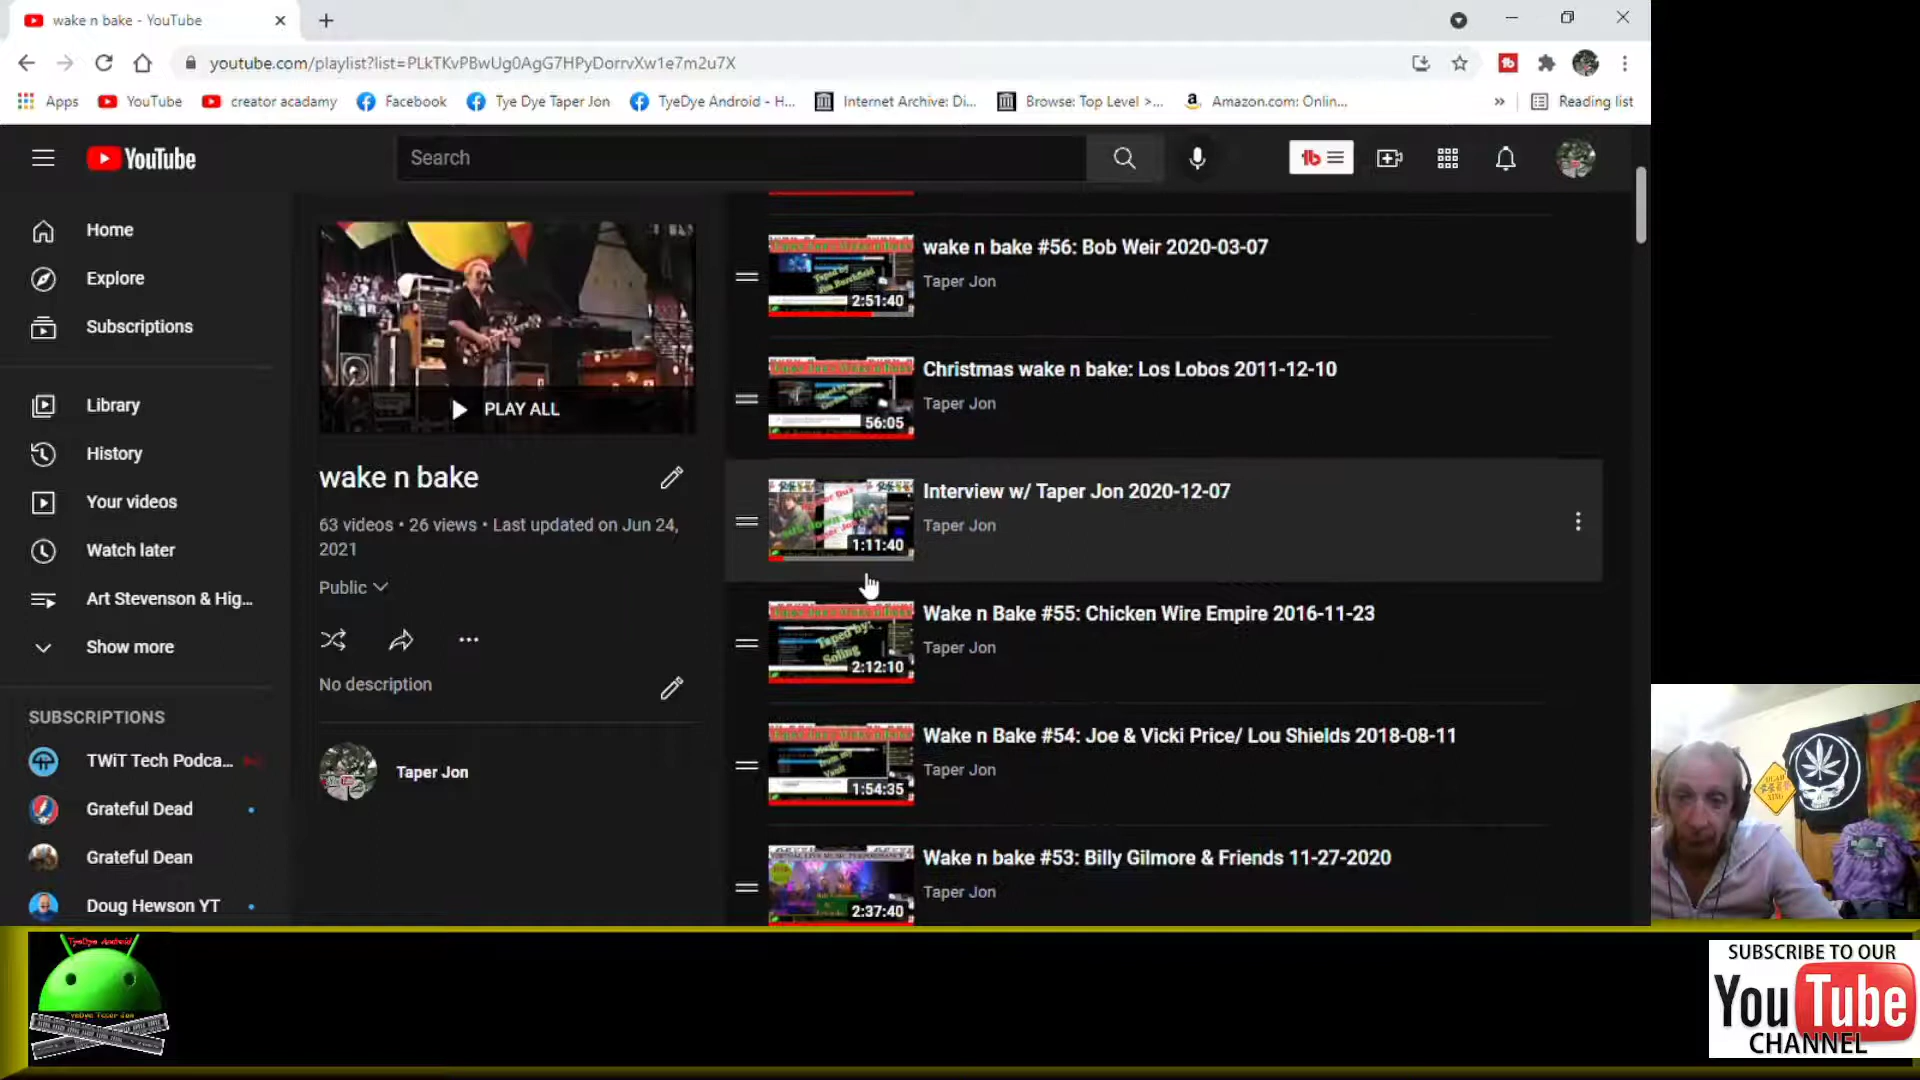 wake n bake - YouTube
youtube.com/playlist?list=PLkTKvPBwUg0AgG7HPyDorrvXw1e7m2u7X
Apps
YouTube
creator acadamy
Facebook
Tye Dye Taper Jon
TyeDye Android - H...
Internet Archive: Di...
Browse: Top Level >...
Amazon.com: Onlin...
»
Reading list
YouTube
Search
Home
Explore
Subscriptions
Library
History
Your videos
Watch later
Art Stevenson & Hig...
Show more
SUBSCRIPTIONS
TWiT Tech Podca...
Grateful Dead
Grateful Dean
Doug Hewson YT
PLAY ALL
wake n bake
63 videos • 26 views • Last updated on Jun 24,
2021
Public
No description
Taper Jon
wake n bake #56: Bob Weir 2020-03-07
Taper Jon
2:51:40
Christmas wake n bake: Los Lobos 2011-12-10
Taper Jon
56:05
Interview w/ Taper Jon 2020-12-07
Taper Jon
1:11:40
Wake n Bake #55: Chicken Wire Empire 2016-11-23
Taper Jon
Taped by:
Soling
2:12:10
Wake n Bake #54: Joe & Vicki Price/ Lou Shields 2018-08-11
Taper Jon
1:54:35
Wake n bake #53: Billy Gilmore & Friends 11-27-2020
Taper Jon
2:37:40
TyeDye Android
TyeDye Taper Jon
SUBSCRIBE TO OUR
YouTube
CHANNEL